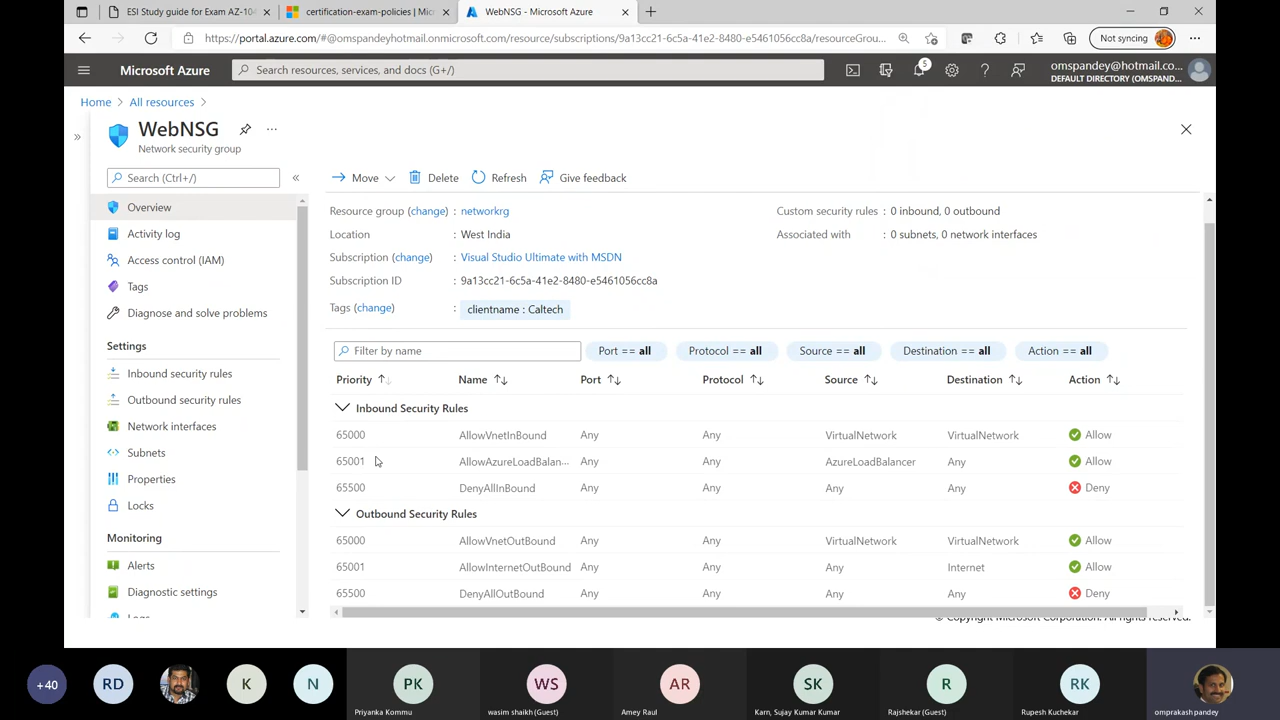 ESI Study guide for Exam AZ-104
certification-exam-policies | Mic
WebNSG - Microsoft Azure
https://portal.azure.com/#@omspandeyhotmail.onmicrosoft.com/resource/subscriptions/9a13cc21-6c5a-41e2-8480-e5461056cc8a/resourceGrou...
Not syncing
Microsoft Azure
Search resources, services, and docs (G+/)
5
omspandey@hotmail.co...
DEFAULT DIRECTORY (OMSPANDEY...
Home > All resources >
WebNSG
Network security group
Search (Ctrl+/)
Overview
Activity log
Access control (IAM)
Tags
Diagnose and solve problems
Settings
Inbound security rules
Outbound security rules
Network interfaces
Subnets
Properties
Locks
Monitoring
Alerts
Diagnostic settings
Logs
Move Delete Refresh Give feedback
Resource group (change) : networkrg
Location : West India
Subscription (change) : Visual Studio Ultimate with MSDN
Subscription ID : 9a13cc21-6c5a-41e2-8480-e5461056cc8a
Tags (change) : clientname : Caltech
Custom security rules : 0 inbound, 0 outbound
Associated with : 0 subnets, 0 network interfaces
Filter by name Port == all Protocol == all Source == all Destination == all Action == all
Priority Name Port Protocol Source Destination Action
Inbound Security Rules
65000 AllowVnetInBound Any Any VirtualNetwork VirtualNetwork Allow
65001 AllowAzureLoadBalan... Any Any AzureLoadBalancer Any Allow
65500 DenyAllInBound Any Any Any Any Deny
Outbound Security Rules
65000 AllowVnetOutBound Any Any VirtualNetwork VirtualNetwork Allow
65001 AllowInternetOutBound Any Any Any Internet Allow
65500 DenyAllOutBound Any Any Any Any Deny
© Copyright Microsoft Corporation. All rights reserved.
+40 RD K N PK WS AR SK R RK
Priyanka Kommu
wasim shaikh (Guest)
Amey Raul
Karn, Sujay Kumar Kumar
Rajshekar (Guest)
Rupesh Kuchekar
omprakash pandey